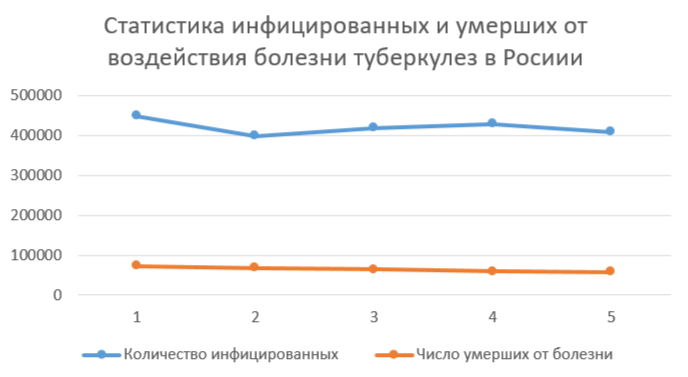 Статистика инфицированных и умерших от
воздействия болезни туберкулез в Росиии
500000
400000
300000
200000
100000
0
1 2 3 4 5
Количество инфицированных Число умерших от болезни